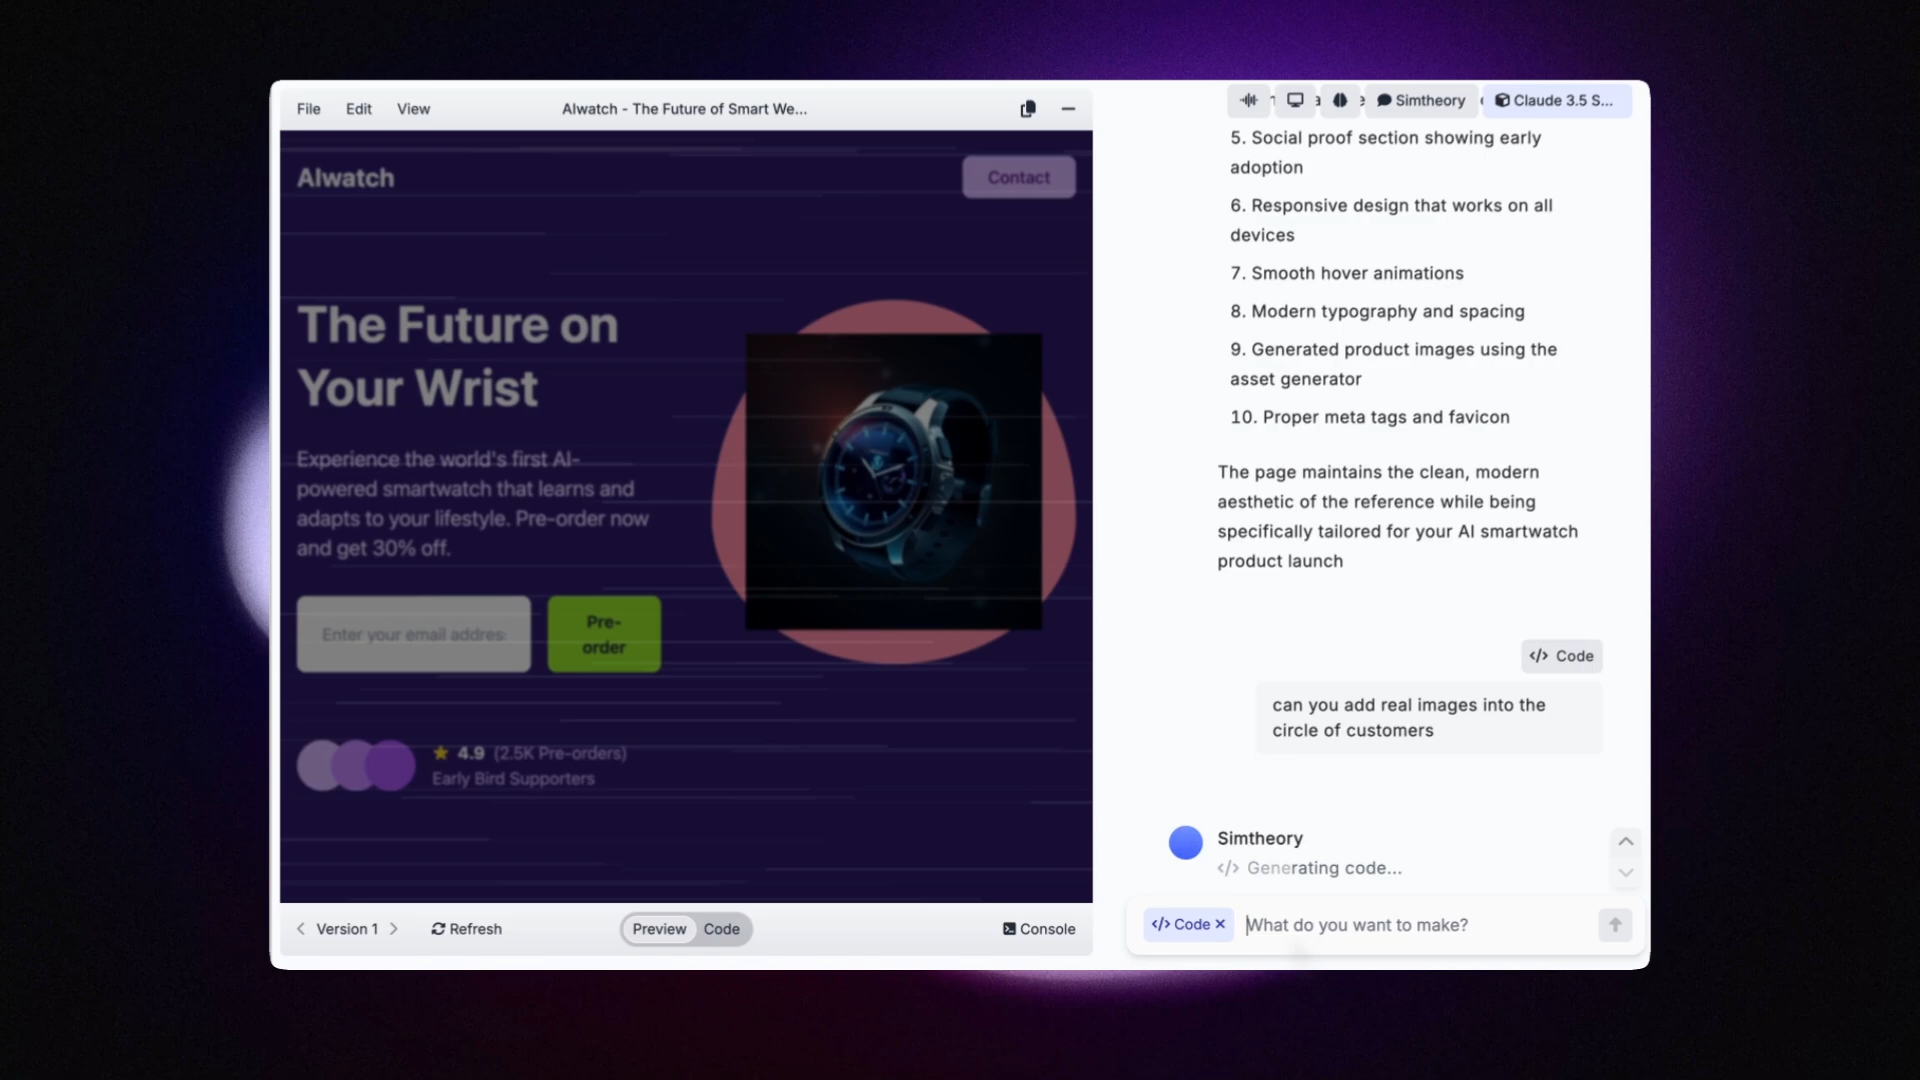 File Edit View
AIwatch - The Future of Smart We...
AIwatch
Contact
The Future on
Your Wrist
Experience the world's first AI-
powered smartwatch that learns and
adapts to your lifestyle. Pre-order now
and get 30% off.
Enter your email addres
Pre-
order
4.9 (2.5K Pre-orders)
Early Bird Supporters
Version 1
Refresh
Preview
Code
Console
Simtheory
Claude 3.5 S...
5. Social proof section showing early
adoption
6. Responsive design that works on all
devices
7. Smooth hover animations
8. Modern typography and spacing
9. Generated product images using the
asset generator
10. Proper meta tags and favicon
The page maintains the clean, modern
aesthetic of the reference while being
specifically tailored for your AI smartwatch
product launch
</> Code
can you add real images into the
circle of customers
Simtheory
</> Generating code...
</> Code ×
What do you want to make?